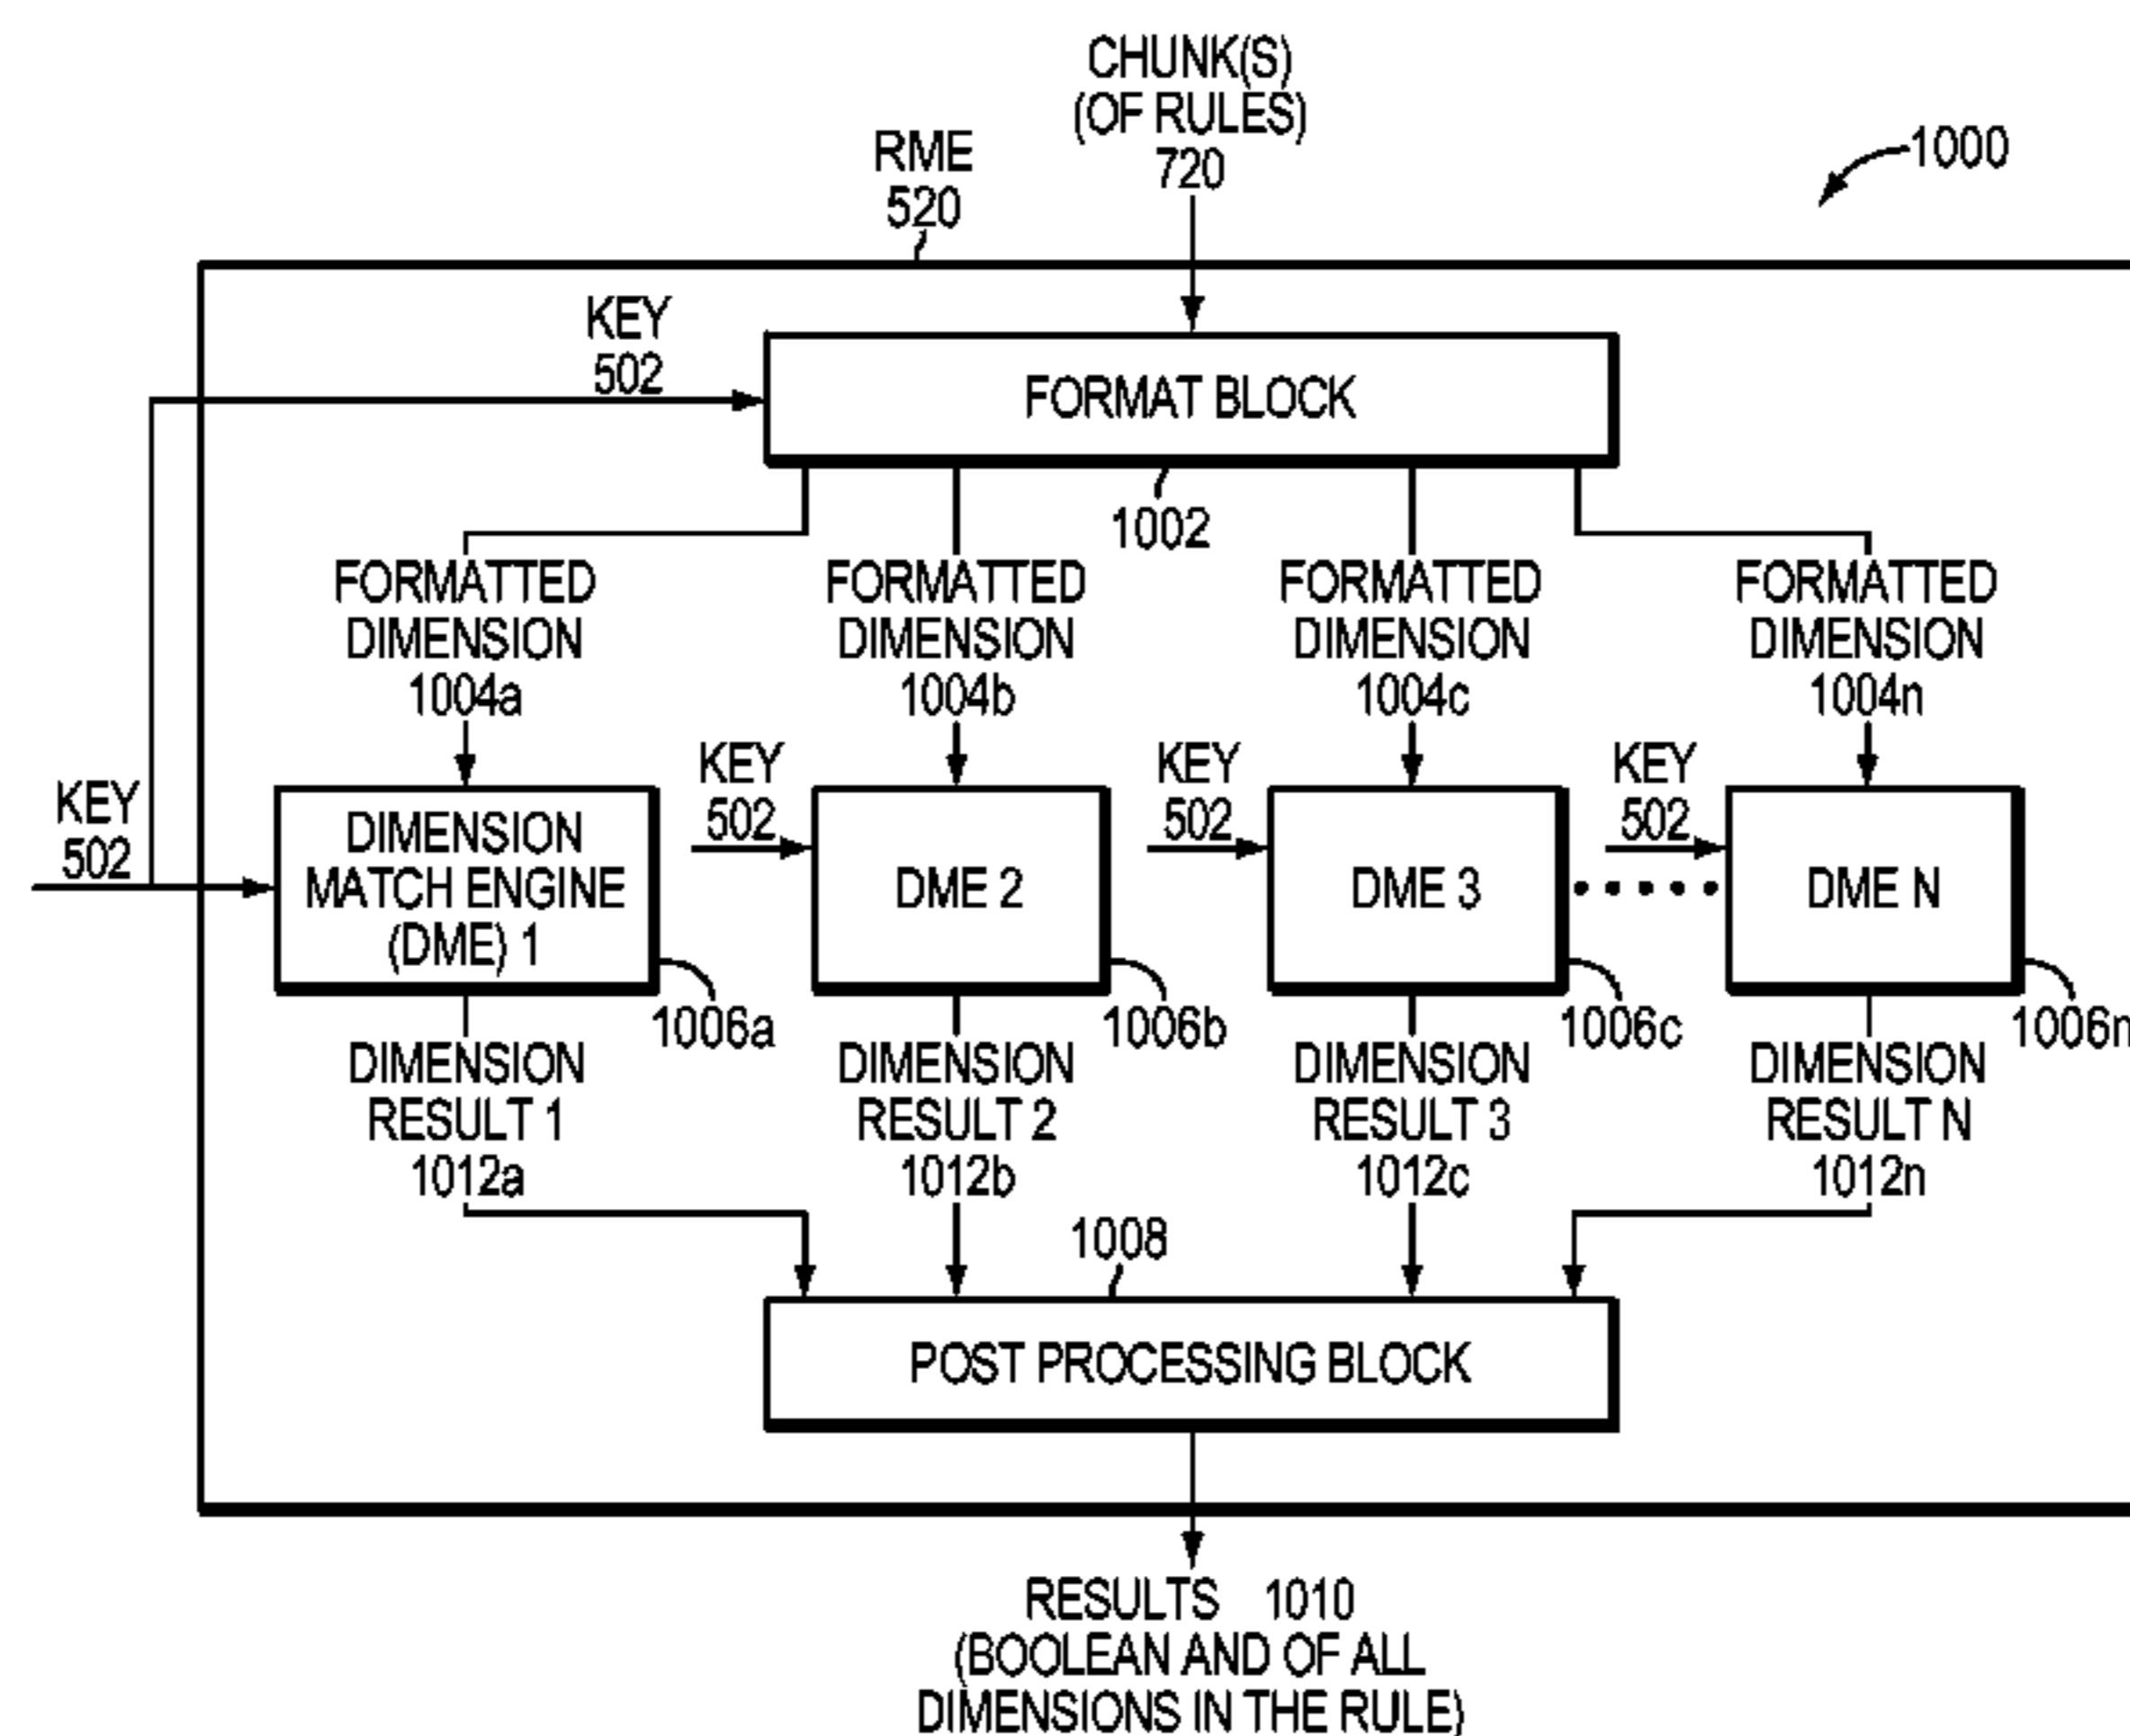 CHUNK(S)
(OF RULES)
720
RME
520
1000
KEY
502
FORMAT BLOCK
1002
FORMATTED
DIMENSION
1004a
FORMATTED
DIMENSION
1004b
FORMATTED
DIMENSION
1004c
FORMATTED
DIMENSION
1004n
KEY
502
KEY
502
KEY
502
KEY
502
DIMENSION
MATCH ENGINE
(DME) 1
DME 2
DME 3
DME N
1006a
1006b
1006c
1006n
DIMENSION
RESULT 1
1012a
DIMENSION
RESULT 2
1012b
DIMENSION
RESULT 3
1012c
DIMENSION
RESULT N
1012n
1008
POST PROCESSING BLOCK
RESULTS 1010
(BOOLEAN AND OF ALL
DIMENSIONS IN THE RULE)